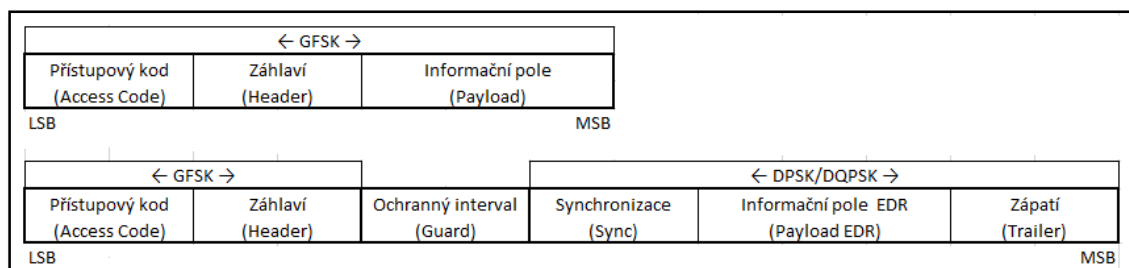 ← GFSK →
Přístupový kod Záhlaví Informační pole
(Access Code) (Header) (Payload)
LSB MSB
← GFSK → ← DPSK/DQPSK →
Přístupový kod Záhlaví Ochranný interval Synchronizace Informační pole EDR Zápatí
(Access Code) (Header) (Guard) (Sync) (Payload EDR) (Trailer)
LSB MSB